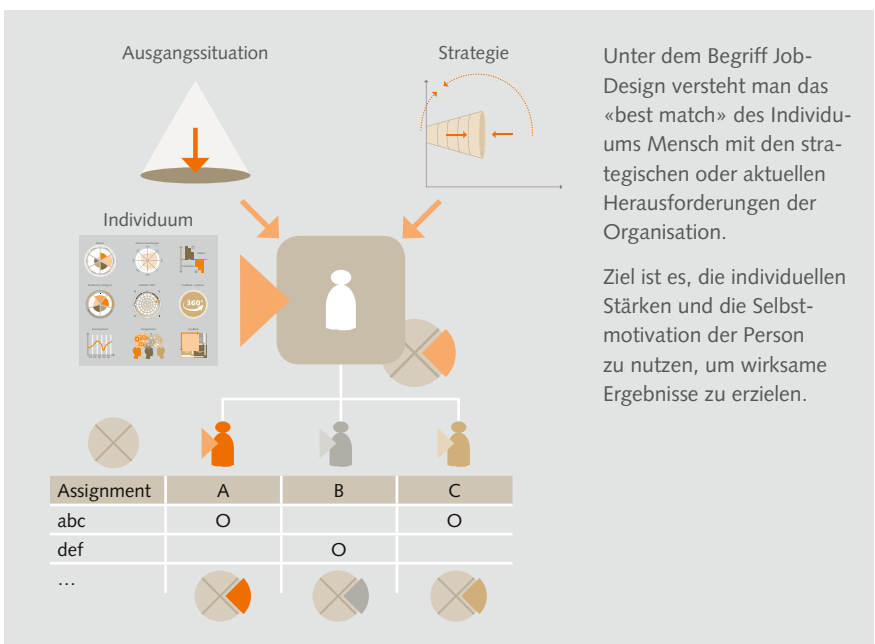 Ausgangssituation
Strategie
Individuum
360°
Unter dem Begriff Job-
Design versteht man das
«best match» des Individu-
ums Mensch mit den stra-
tegischen oder aktuellen
Herausforderungen der
Organisation.
Ziel ist es, die individuellen
Stärken und die Selbst-
motivation der Person
zu nutzen, um wirksame
Ergebnisse zu erzielen.
Assignment A B C
abc O O
def O
…